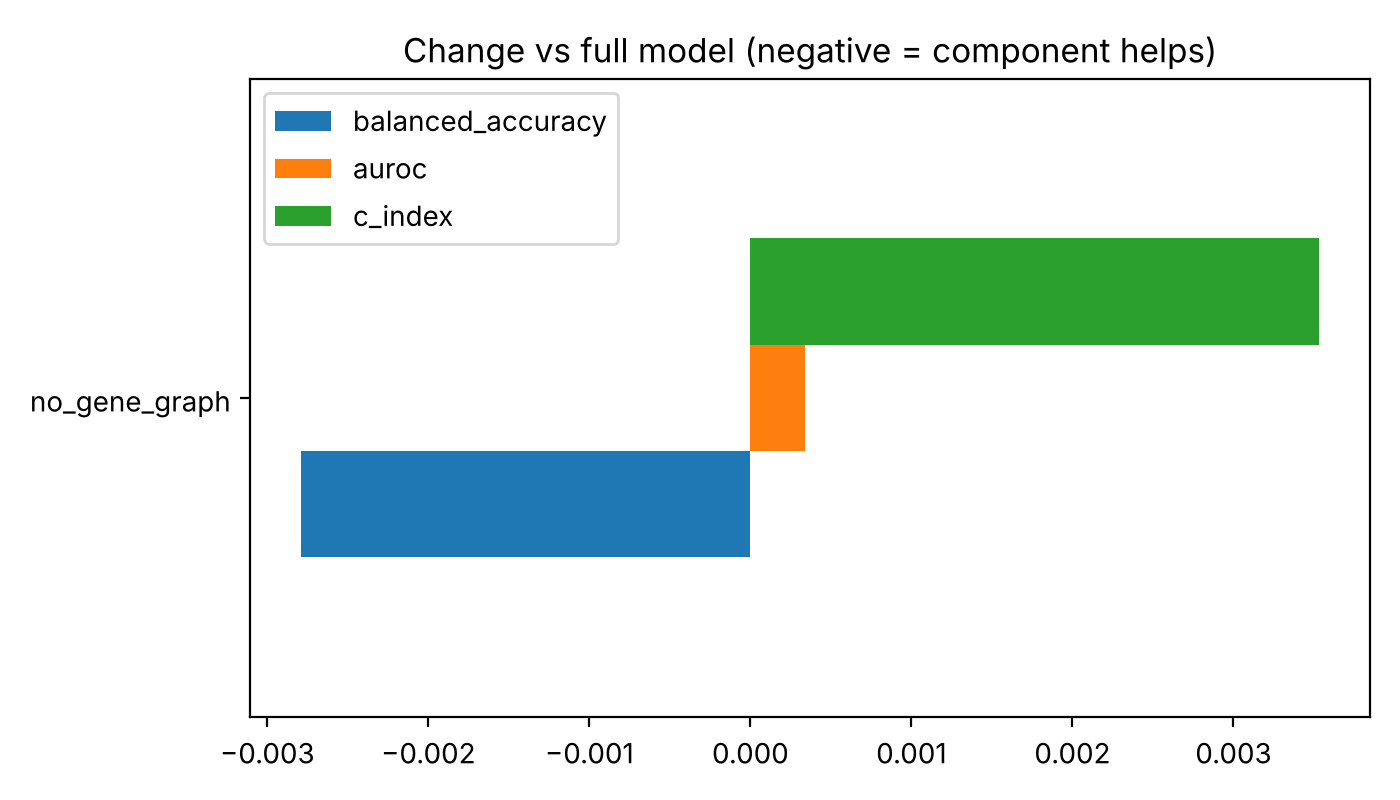 Change vs full model (negative = component helps)
balanced_accuracy
auroc
c_index
no_gene_graph
−0.003 −0.002 −0.001 0.000 0.001 0.002 0.003